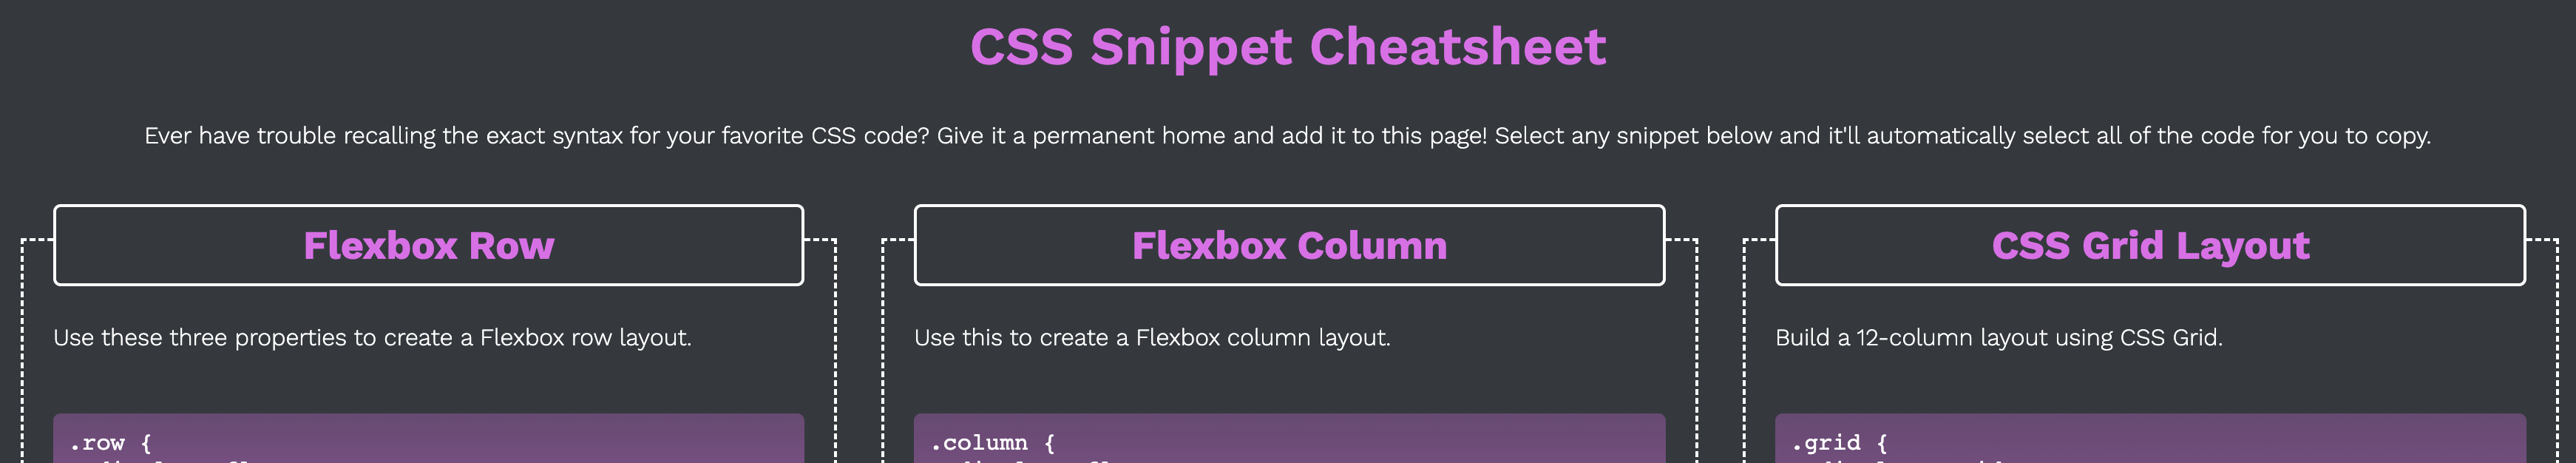 CSS Snippet Cheatsheet
Ever have trouble recalling the exact syntax for your favorite CSS code? Give it a permanent home and add it to this page! Select any snippet below and it'll automatically select all of the code for you to copy.
Flexbox Row
Use these three properties to create a Flexbox row layout.
.row {
Flexbox Column
Use this to create a Flexbox column layout.
.column {
CSS Grid Layout
Build a 12-column layout using CSS Grid.
.grid {